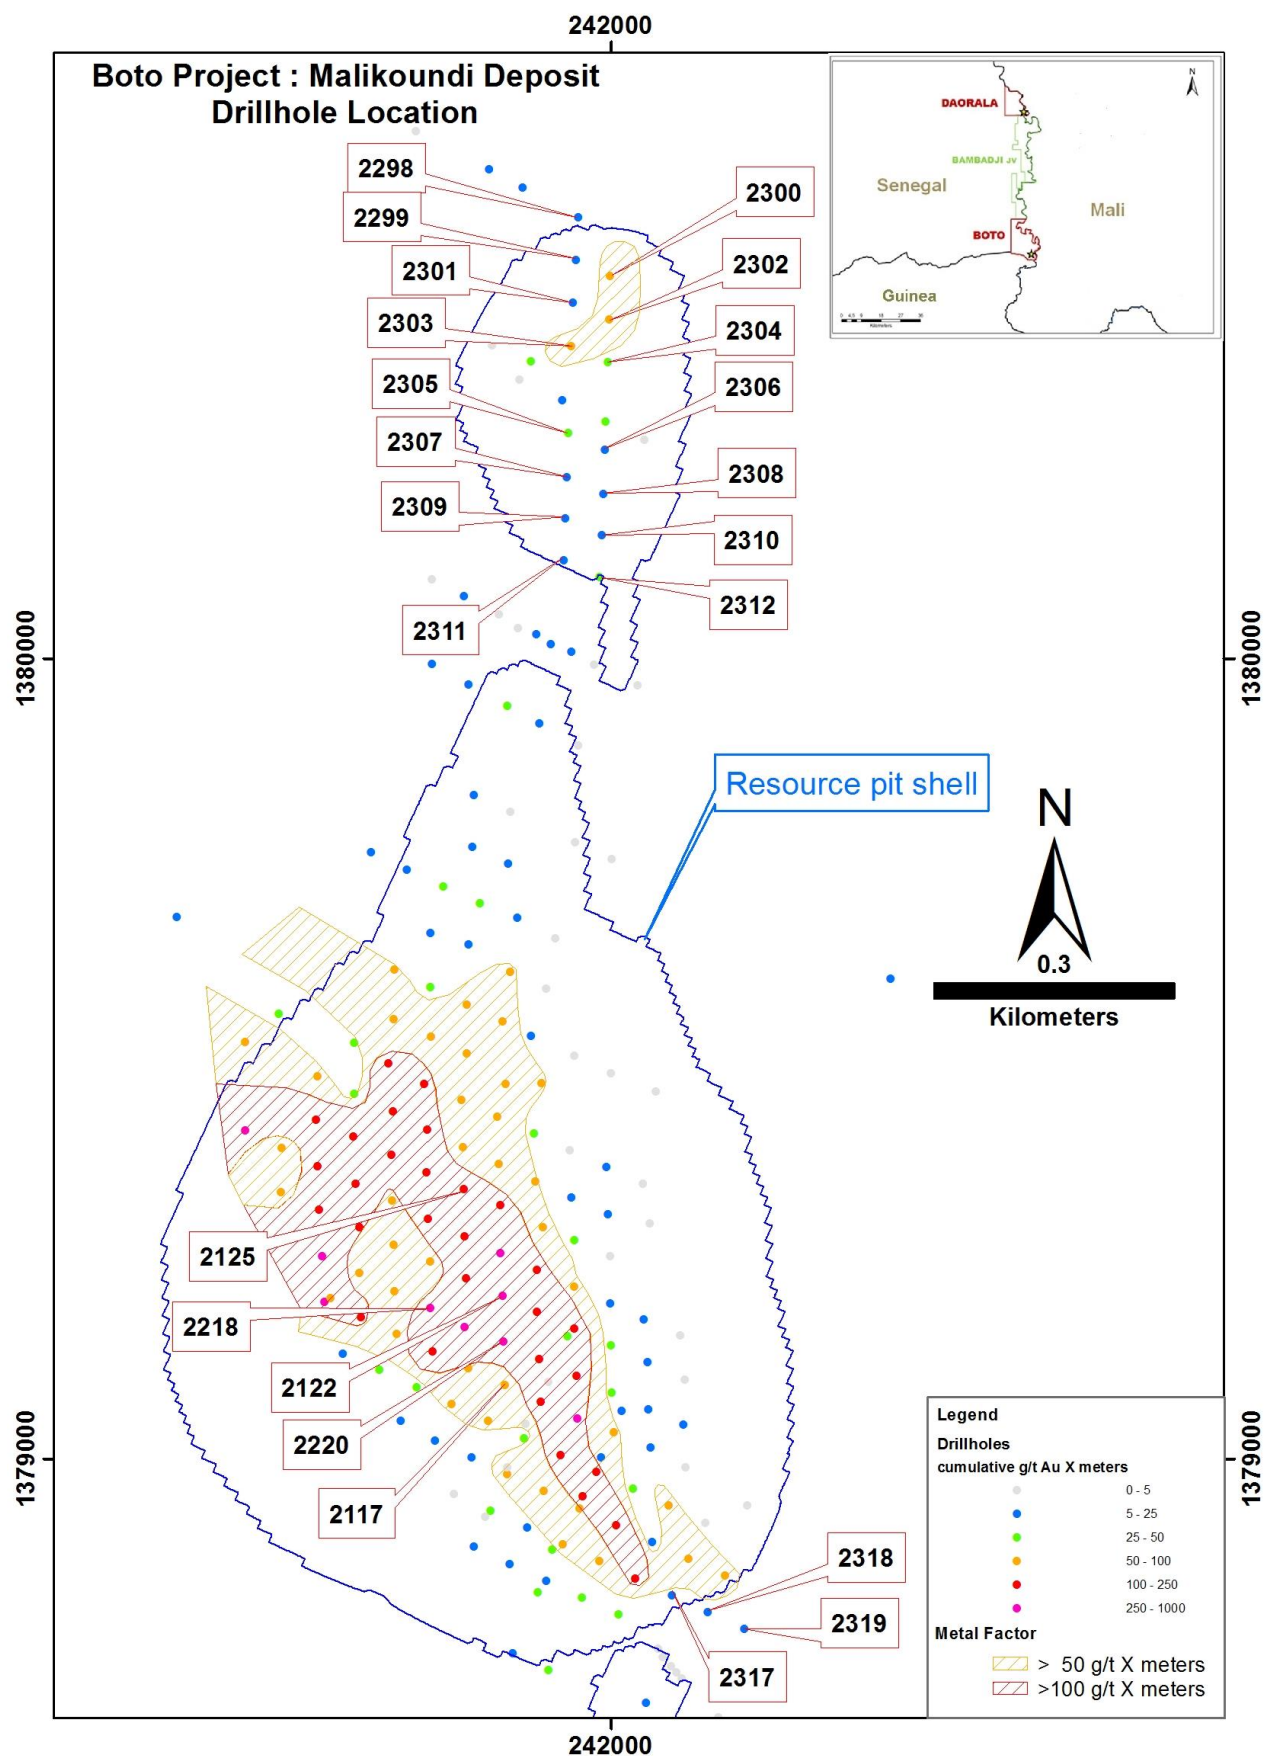 242000
Boto Project : Malikoundi Deposit
Drillhole Location
N
DAORALA
BAMBADJI JV
Senegal
Mali
BOTO
Guinea
Kilometers
2298
2299
2300
2301
2302
2303
2304
2305
2306
2307
2308
2309
2310
2311
2312
1380000
1380000
Resource pit shell
N
0.3
Kilometers
2125
2218
2122
2220
2117
1379000
1379000
2318
2319
2317
Legend
Drillholes
cumulative g/t Au X meters
0 - 5
5 - 25
25 - 50
50 - 100
100 - 250
250 - 1000
Metal Factor
> 50 g/t X meters
>100 g/t X meters
242000